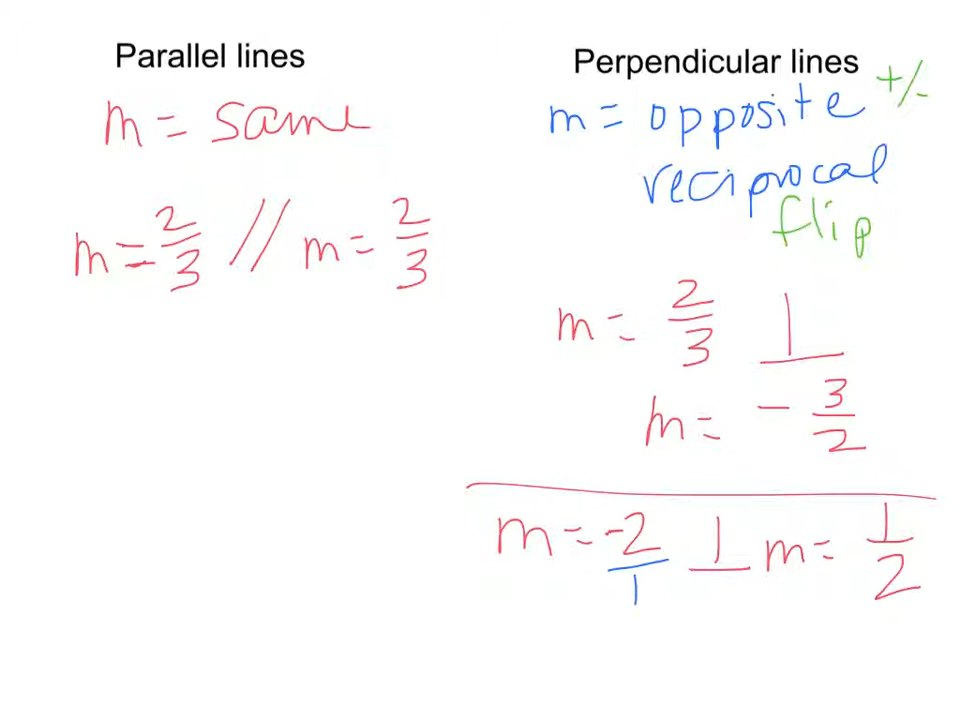 Parallel lines
m = same
m = 2/3 // m = 2/3
Perpendicular lines
m = opposite +/-
reciprocal
flip
m = 2/3 ⊥
m = - 3/2
m = -2/1 ⊥ m = 1/2